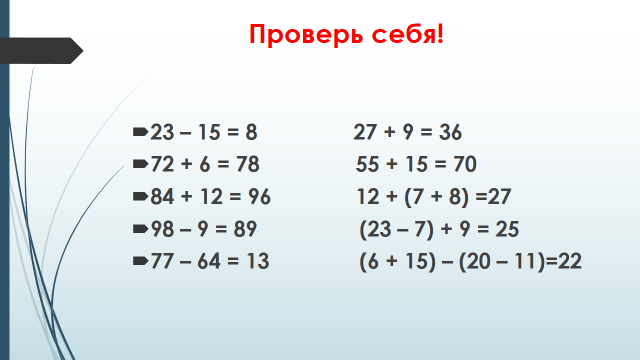 Проверь себя!
23 – 15 = 8 27 + 9 = 36
72 + 6 = 78 55 + 15 = 70
84 + 12 = 96 12 + (7 + 8) =27
98 – 9 = 89 (23 – 7) + 9 = 25
77 – 64 = 13 (6 + 15) – (20 – 11)=22